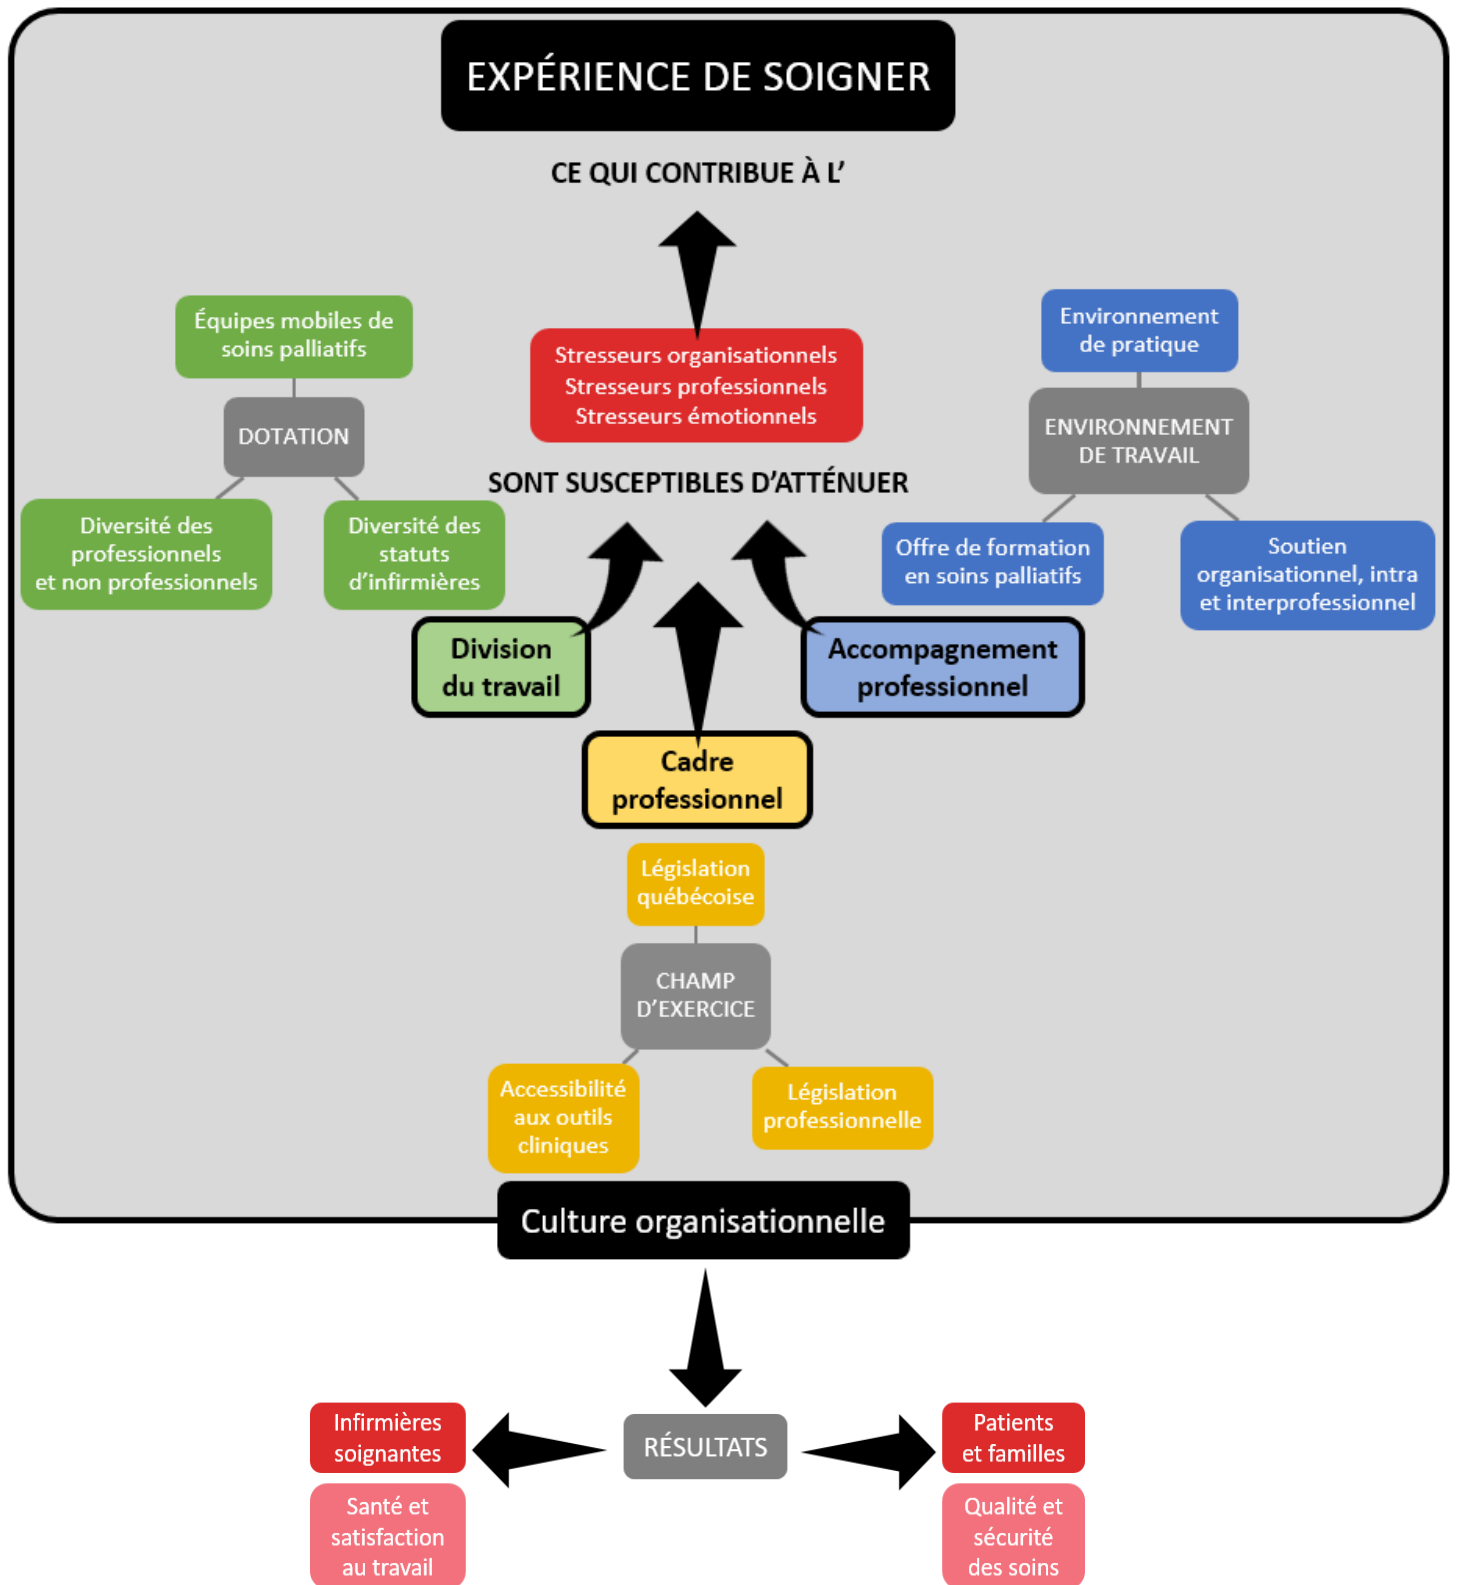 EXPÉRIENCE DE SOIGNER
CE QUI CONTRIBUE À L’
Équipes mobiles de
soins palliatifs
DOTATION
Diversité des
professionnels
et non professionnels
Diversité des
statuts
d’infirmières
Stresseurs organisationnels
Stresseurs professionnels
Stresseurs émotionnels
Environnement
de pratique
ENVIRONNEMENT
DE TRAVAIL
Offre de formation
en soins palliatifs
Soutien
organisationnel, intra
et interprofessionnel
SONT SUSCEPTIBLES D’ATTÉNUER
Division
du travail
Accompagnement
professionnel
Cadre
professionnel
Législation
québécoise
CHAMP
D’EXERCICE
Accessibilité
aux outils
cliniques
Législation
professionnelle
Culture organisationnelle
RÉSULTATS
Infirmières
soignantes
Santé et
satisfaction
au travail
Patients
et familles
Qualité et
sécurité
des soins